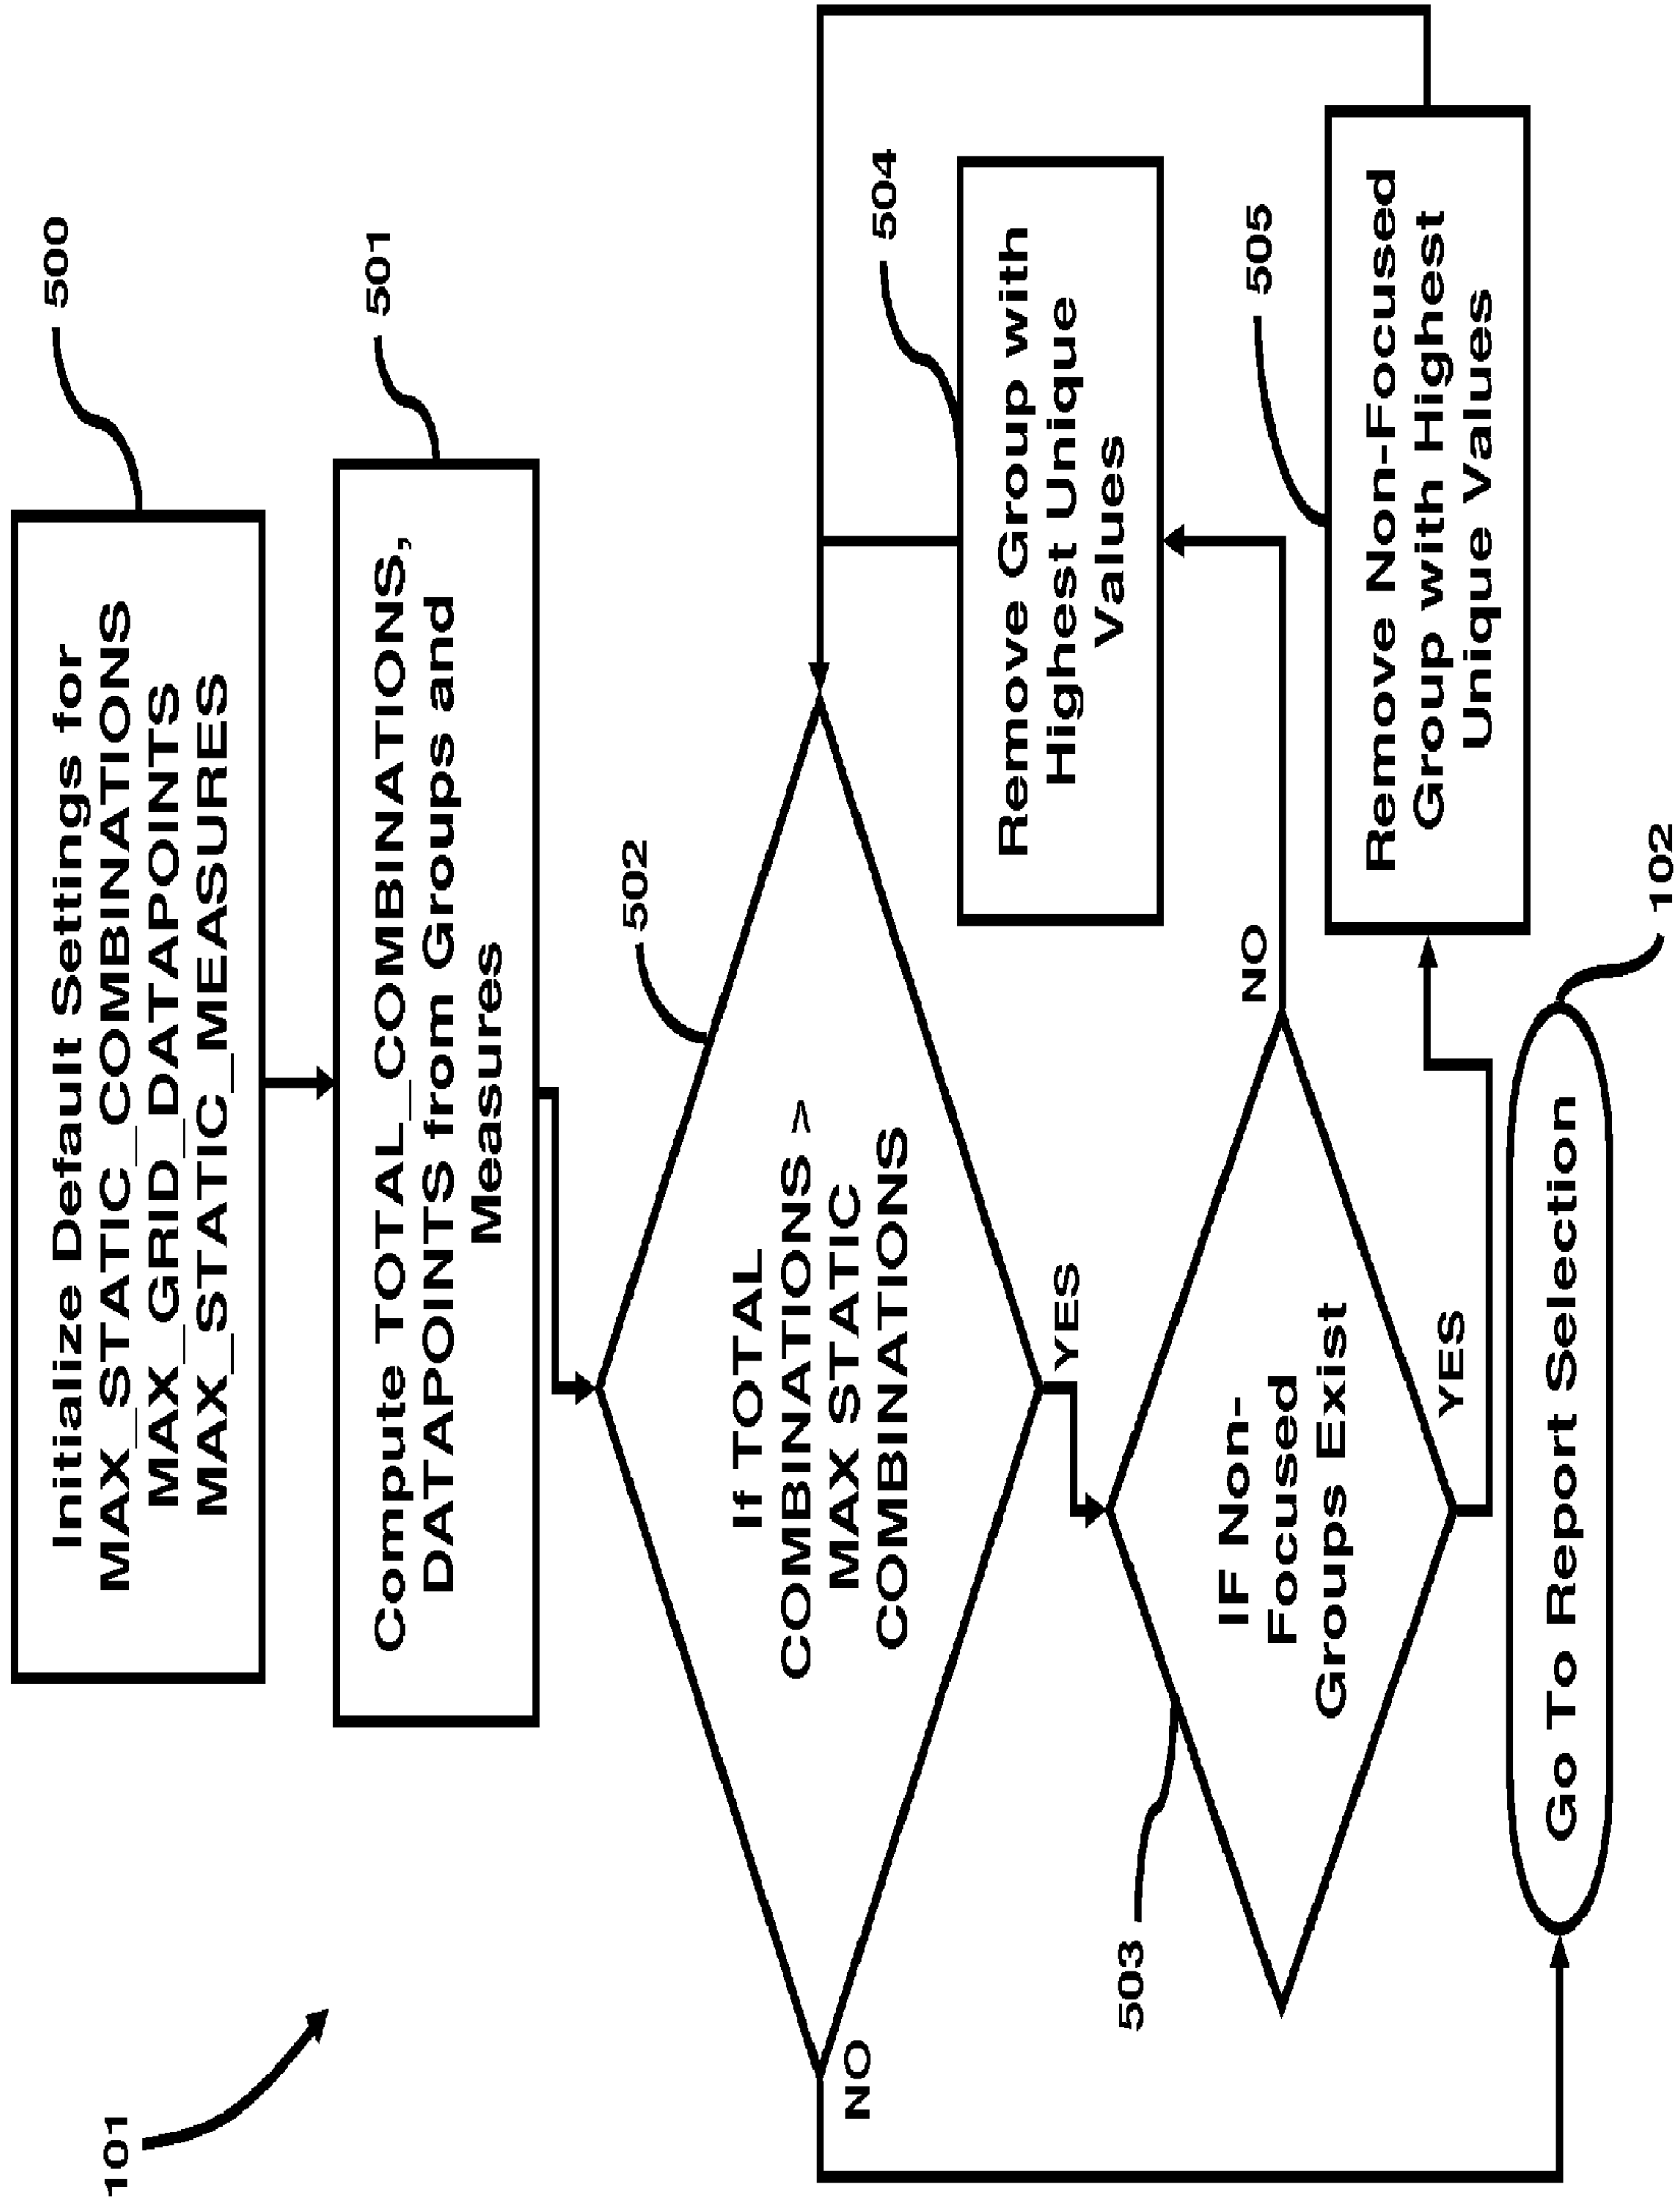 101
500
Initialize Default Settings for
MAX_STATIC_COMBINATIONS
MAX_GRID_DATAPOINTS
MAX_STATIC_MEASURES
501
Compute TOTAL_COMBINATIONS,
DATAPOINTS from Groups and
Measures
502
If TOTAL
COMBINATIONS >
MAX STATIC
COMBINATIONS
NO
YES
503
IF Non-
Focused
Groups Exist
NO
YES
504
Remove Group with
Highest Unique
Values
505
Remove Non-Focused
Group with Highest
Unique Values
Go To Report Selection
102